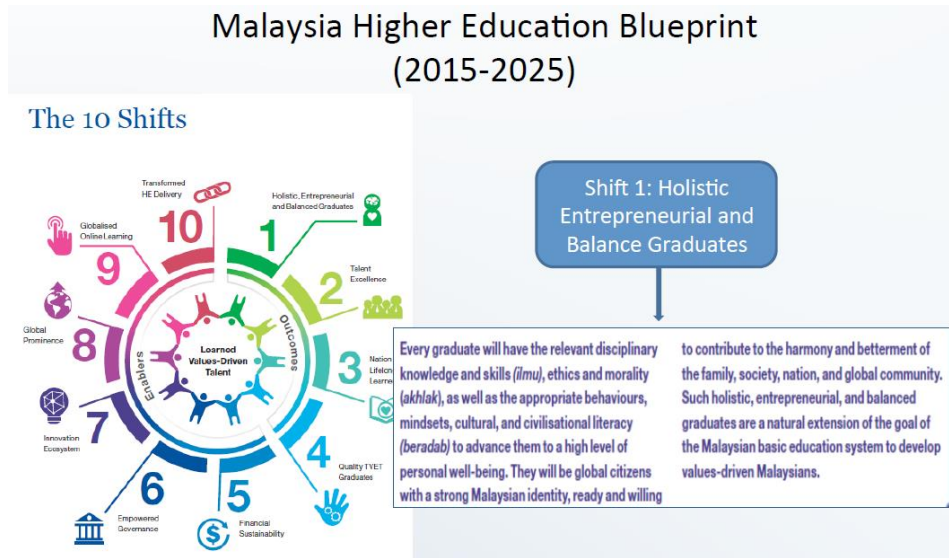 Malaysia Higher Education Blueprint
(2015-2025)
The 10 Shifts
1
Holistic, Entrepreneurial
and Balanced Graduates
2
Talent
Excellence
3
Nation
Lifelon
Learne
4
Quality TVET
Graduates
5
Financial
Sustainability
6
Empowered
Governance
7
Innovation
Ecosystem
8
Global
Prominence
9
Globalised
Online Learning
10
Transformed
HE Delivery
Enablers
Outcomes
Learned
Values-Driven
Talent
$
Shift 1: Holistic
Entrepreneurial and
Balance Graduates
Every graduate will have the relevant disciplinary
knowledge and skills (ilmu), ethics and morality
(akhlak), as well as the appropriate behaviours,
mindsets, cultural, and civilisational literacy
(beradab) to advance them to a high level of
personal well-being. They will be global citizens
with a strong Malaysian identity, ready and willing
to contribute to the harmony and betterment of
the family, society, nation, and global community.
Such holistic, entrepreneurial, and balanced
graduates are a natural extension of the goal of
the Malaysian basic education system to develop
values-driven Malaysians.